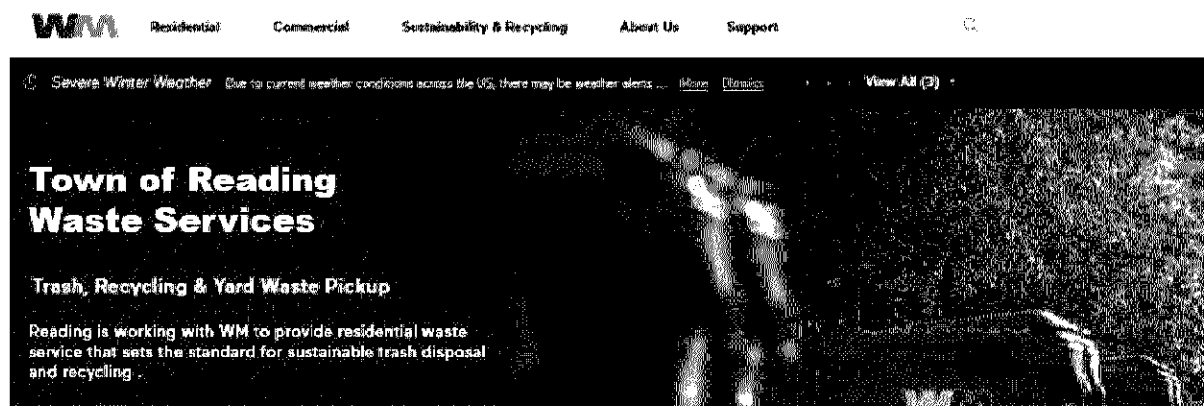 WM Residential Commercial Sustainability & Recycling About Us Support
Severe Winter Weather Due to current weather conditions across the US, there may be weather alerts ... More Dismiss View All (3)
Town of Reading
Waste Services
Trash, Recycling & Yard Waste Pickup
Reading is working with WM to provide residential waste
service that sets the standard for sustainable trash disposal
and recycling .